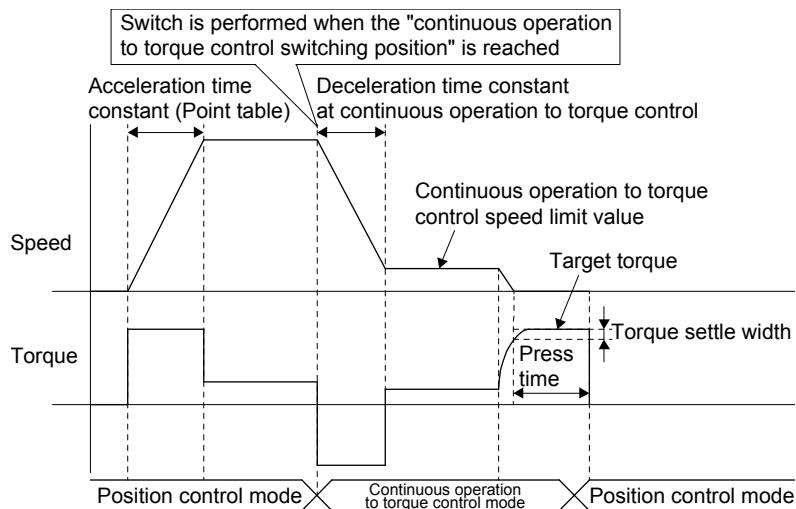 Switch is performed when the "continuous operation
to torque control switching position" is reached
Acceleration time
constant (Point table)
Deceleration time constant
at continuous operation to torque control
Continuous operation to torque
control speed limit value
Speed
Target torque
Torque settle width
Torque
Press
time
Position control mode
Continuous operation
to torque control mode
Position control mode